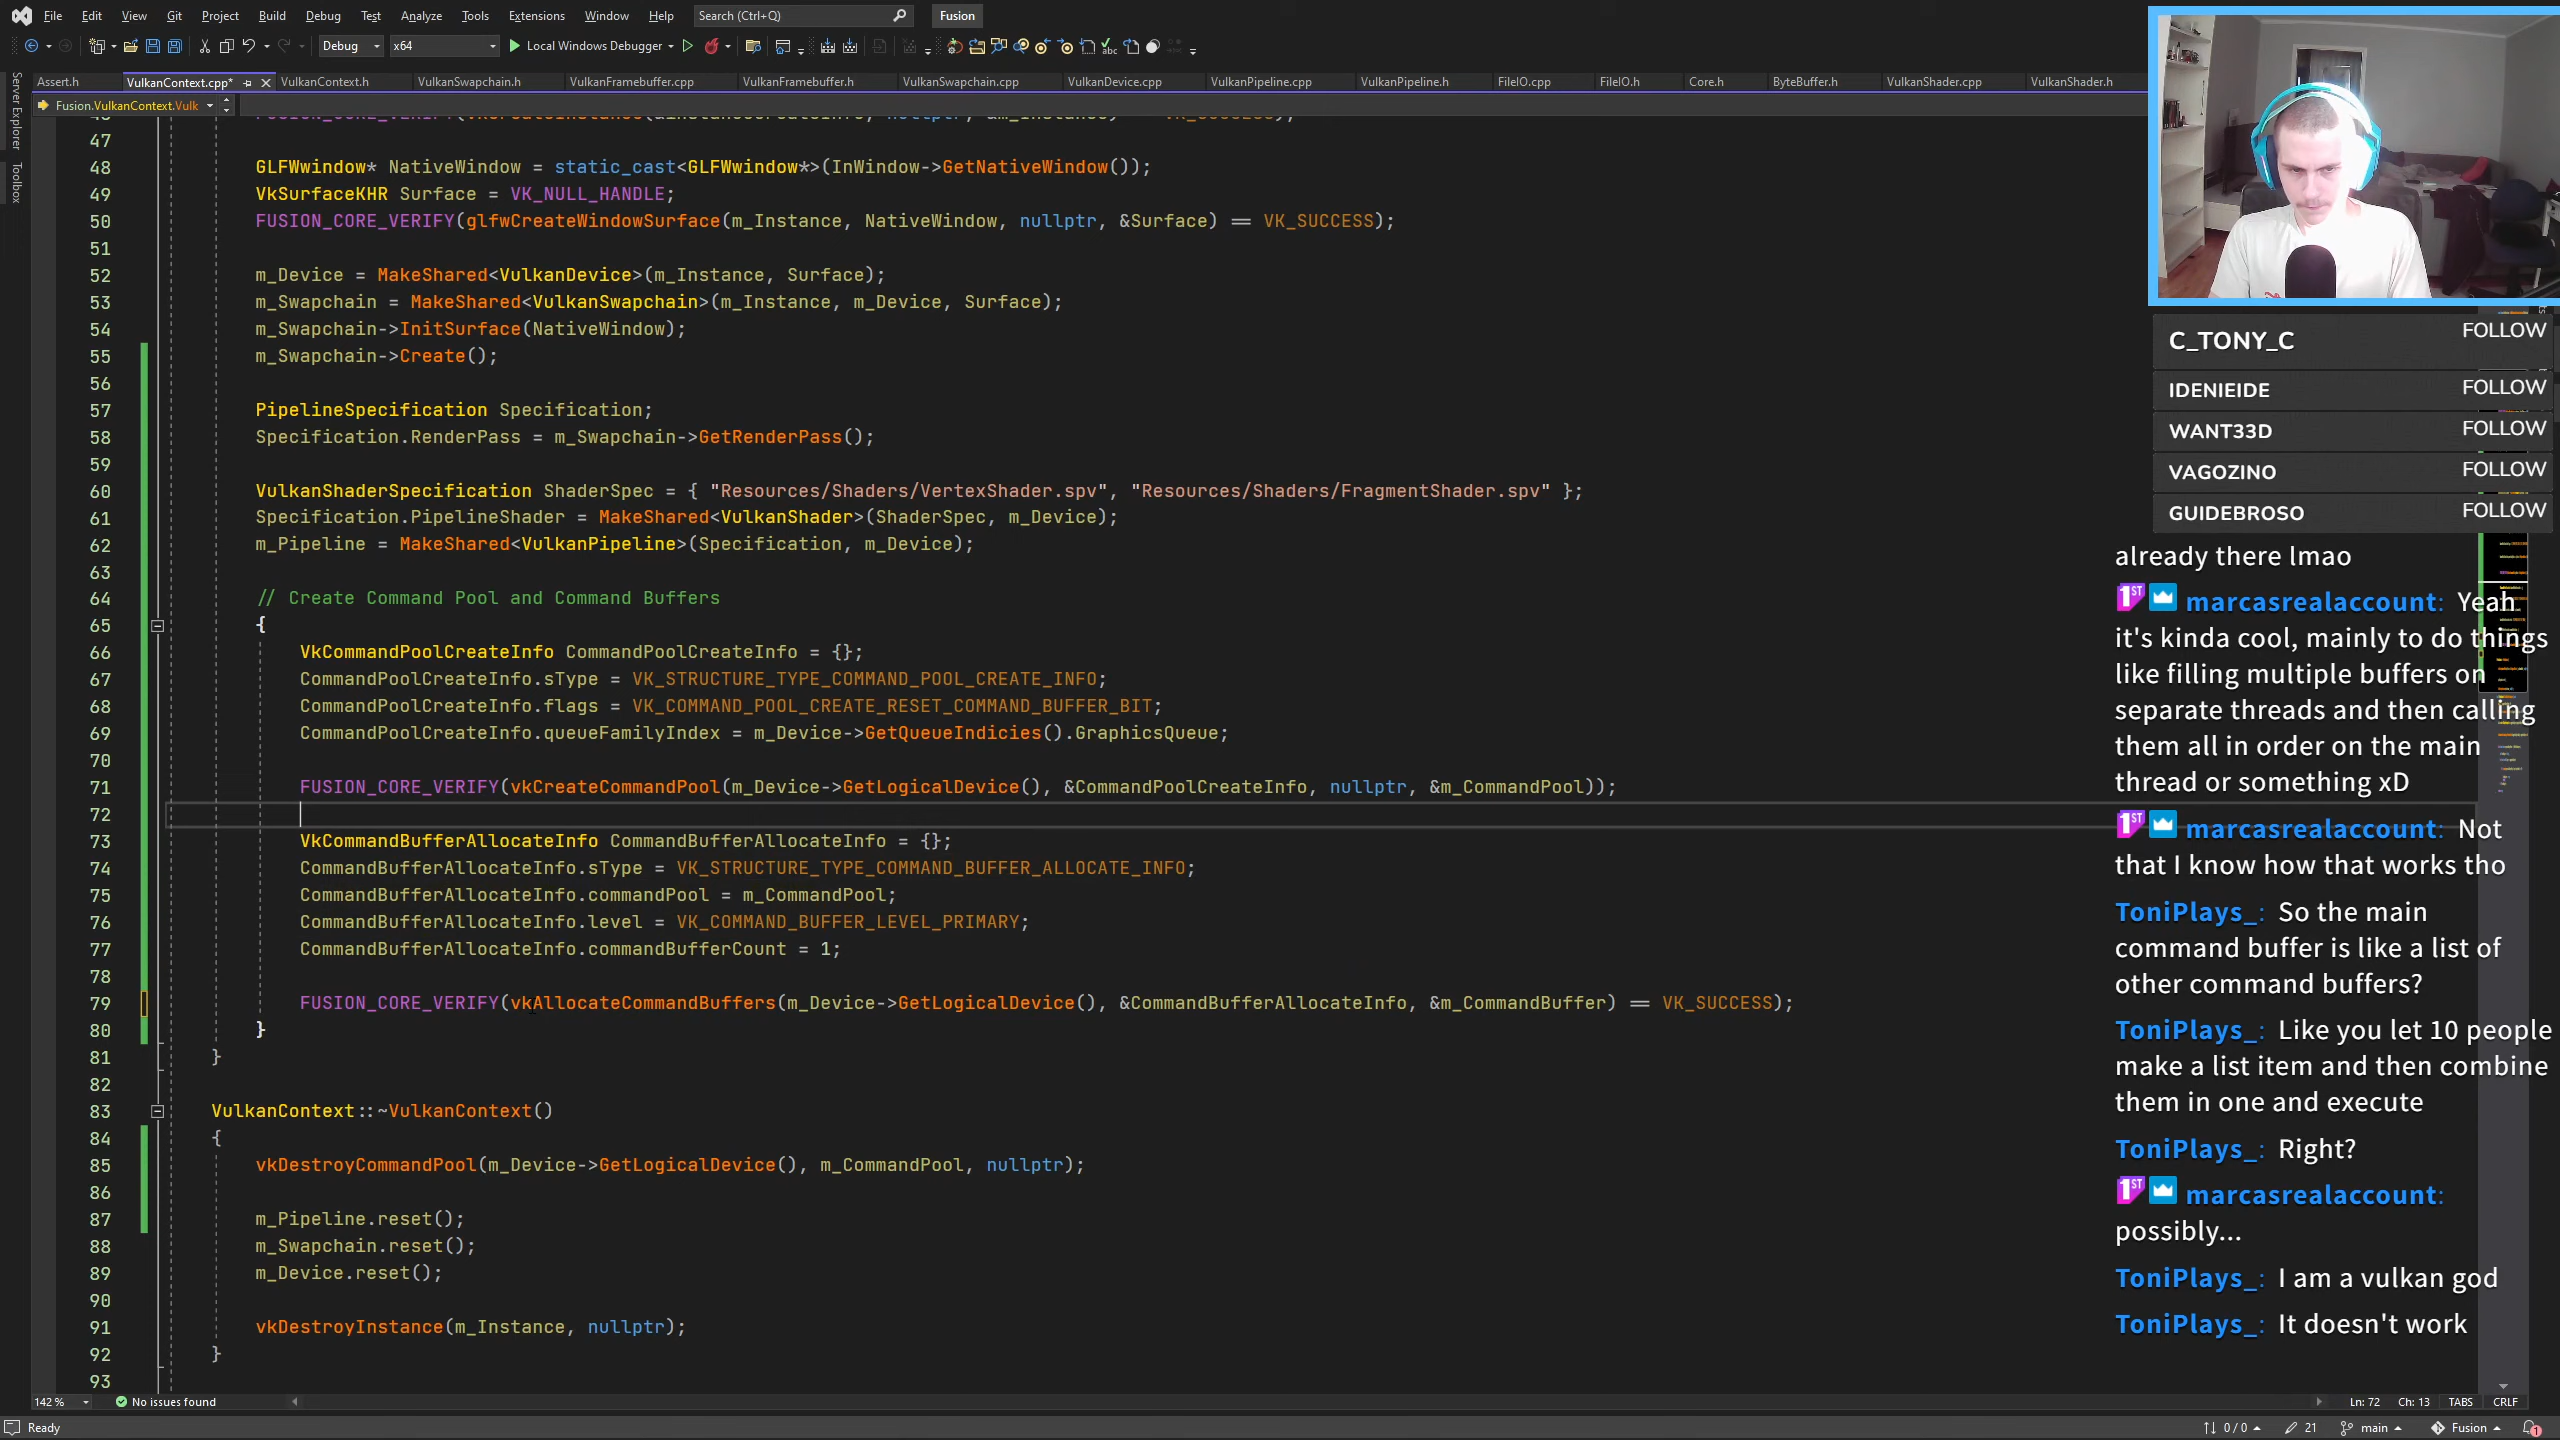 File Edit View Git Project Build Debug Test Analyze Tools Extensions Window Help Search (Ctrl+Q) Fusion
Debug x64 Local Windows Debugger
Assert.h VulkanContext.cpp* VulkanContext.h VulkanSwapchain.h VulkanFramebuffer.cpp VulkanFramebuffer.h VulkanSwapchain.cpp VulkanDevice.cpp VulkanPipeline.cpp VulkanPipeline.h FileIO.cpp FileIO.h Core.h ByteBuffer.h VulkanShader.cpp VulkanShader.h
Fusion.VulkanContext.Vulk
Server Explorer
Toolbox
47
48 GLFWwindow* NativeWindow = static_cast<GLFWwindow*>(InWindow->GetNativeWindow());
49 VkSurfaceKHR Surface = VK_NULL_HANDLE;
50 FUSION_CORE_VERIFY(glfwCreateWindowSurface(m_Instance, NativeWindow, nullptr, &Surface) == VK_SUCCESS);
51
52 m_Device = MakeShared<VulkanDevice>(m_Instance, Surface);
53 m_Swapchain = MakeShared<VulkanSwapchain>(m_Instance, m_Device, Surface);
54 m_Swapchain->InitSurface(NativeWindow);
55 m_Swapchain->Create();
56
57 PipelineSpecification Specification;
58 Specification.RenderPass = m_Swapchain->GetRenderPass();
59
60 VulkanShaderSpecification ShaderSpec = { "Resources/Shaders/VertexShader.spv", "Resources/Shaders/FragmentShader.spv" };
61 Specification.PipelineShader = MakeShared<VulkanShader>(ShaderSpec, m_Device);
62 m_Pipeline = MakeShared<VulkanPipeline>(Specification, m_Device);
63
64 // Create Command Pool and Command Buffers
65 {
66 VkCommandPoolCreateInfo CommandPoolCreateInfo = {};
67 CommandPoolCreateInfo.sType = VK_STRUCTURE_TYPE_COMMAND_POOL_CREATE_INFO;
68 CommandPoolCreateInfo.flags = VK_COMMAND_POOL_CREATE_RESET_COMMAND_BUFFER_BIT;
69 CommandPoolCreateInfo.queueFamilyIndex = m_Device->GetQueueIndicies().GraphicsQueue;
70
71 FUSION_CORE_VERIFY(vkCreateCommandPool(m_Device->GetLogicalDevice(), &CommandPoolCreateInfo, nullptr, &m_CommandPool));
72
73 VkCommandBufferAllocateInfo CommandBufferAllocateInfo = {};
74 CommandBufferAllocateInfo.sType = VK_STRUCTURE_TYPE_COMMAND_BUFFER_ALLOCATE_INFO;
75 CommandBufferAllocateInfo.commandPool = m_CommandPool;
76 CommandBufferAllocateInfo.level = VK_COMMAND_BUFFER_LEVEL_PRIMARY;
77 CommandBufferAllocateInfo.commandBufferCount = 1;
78
79 FUSION_CORE_VERIFY(vkAllocateCommandBuffers(m_Device->GetLogicalDevice(), &CommandBufferAllocateInfo, &m_CommandBuffer) == VK_SUCCESS);
80 }
81 }
82
83 VulkanContext::~VulkanContext()
84 {
85 vkDestroyCommandPool(m_Device->GetLogicalDevice(), m_CommandPool, nullptr);
86
87 m_Pipeline.reset();
88 m_Swapchain.reset();
89 m_Device.reset();
90
91 vkDestroyInstance(m_Instance, nullptr);
92 }
93
C_TONY_C FOLLOW
IDENIEIDE FOLLOW
WANT33D FOLLOW
VAGOZINO FOLLOW
GUIDEBROSO FOLLOW
already there lmao
1ST marcasrealaccount: Yeah
it's kinda cool, mainly to do things
like filling multiple buffers on
separate threads and then calling
them all in order on the main
thread or something xD
1ST marcasrealaccount: Not
that I know how that works tho
ToniPlays_: So the main
command buffer is like a list of
other command buffers?
ToniPlays_: Like you let 10 people
make a list item and then combine
them in one and execute
ToniPlays_: Right?
1ST marcasrealaccount:
possibly...
ToniPlays_: I am a vulkan god
ToniPlays_: It doesn't work
142 % No issues found Ln: 72 Ch: 13 TABS CRLF
Ready 0 / 0 21 main Fusion 1